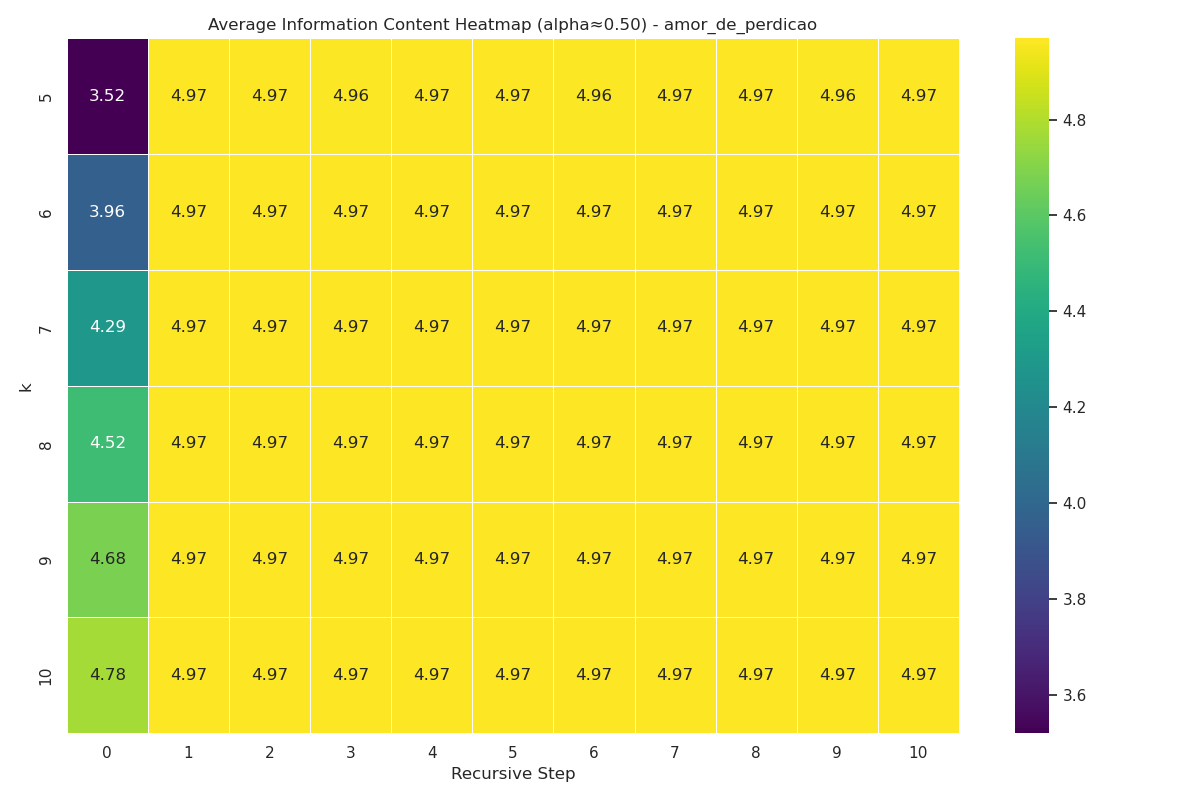 Average Information Content Heatmap (alpha≈0.50) - amor_de_perdicao
5 3.52 4.97 4.97 4.96 4.97 4.97 4.96 4.97 4.97 4.96 4.97
6 3.96 4.97 4.97 4.97 4.97 4.97 4.97 4.97 4.97 4.97 4.97
7 4.29 4.97 4.97 4.97 4.97 4.97 4.97 4.97 4.97 4.97 4.97
k
8 4.52 4.97 4.97 4.97 4.97 4.97 4.97 4.97 4.97 4.97 4.97
9 4.68 4.97 4.97 4.97 4.97 4.97 4.97 4.97 4.97 4.97 4.97
10 4.78 4.97 4.97 4.97 4.97 4.97 4.97 4.97 4.97 4.97 4.97
0 1 2 3 4 5 6 7 8 9 10
Recursive Step
4.8
4.6
4.4
4.2
4.0
3.8
3.6